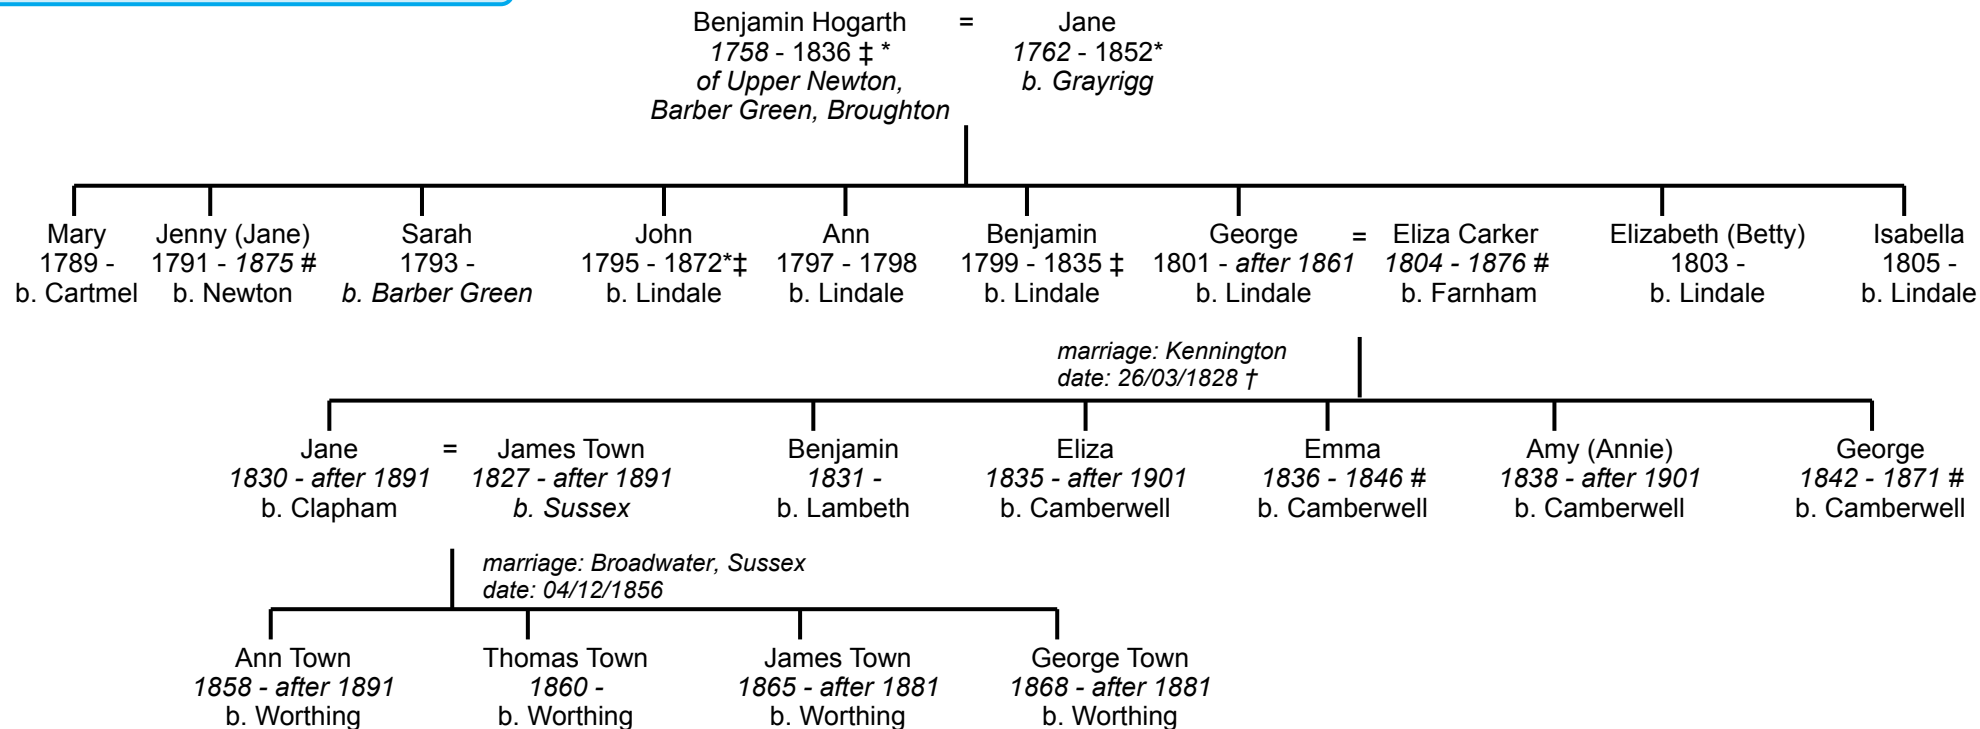 Benjamin Hogarth = Jane
1758 - 1836 ‡ * 1762 - 1852*
of Upper Newton, b. Grayrigg
Barber Green, Broughton
Mary Jenny (Jane) Sarah John Ann Benjamin George = Eliza Carker Elizabeth (Betty) Isabella
1789 - 1791 - 1875 # 1793 - 1795 - 1872*‡ 1797 - 1798 1799 - 1835 ‡ 1801 - after 1861 1804 - 1876 # 1803 - 1805 -
b. Cartmel b. Newton b. Barber Green b. Lindale b. Lindale b. Lindale b. Lindale b. Farnham b. Lindale b. Lindale
marriage: Kennington
date: 26/03/1828 †
Jane = James Town Benjamin Eliza Emma Amy (Annie) George
1830 - after 1891 1827 - after 1891 1831 - 1835 - after 1901 1836 - 1846 # 1838 - after 1901 1842 - 1871 #
b. Clapham b. Sussex b. Lambeth b. Camberwell b. Camberwell b. Camberwell b. Camberwell
marriage: Broadwater, Sussex
date: 04/12/1856
Ann Town Thomas Town James Town George Town
1858 - after 1891 1860 - 1865 - after 1881 1868 - after 1881
b. Worthing b. Worthing b. Worthing b. Worthing